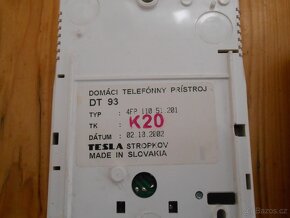 DOMÁCI TELEFÓNNY PRÍSTROJ
DT 93
TYP : 4FP 110 51.201
TK : K20
DÁTUM : 02.10.2002
TESLA STROPKOV
MADE IN SLOVAKIA